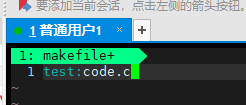 要添加当前会话，点击左侧的箭头按钮。
1 普通用户1 × +
1: makefile+
1 test:code.c
~
~